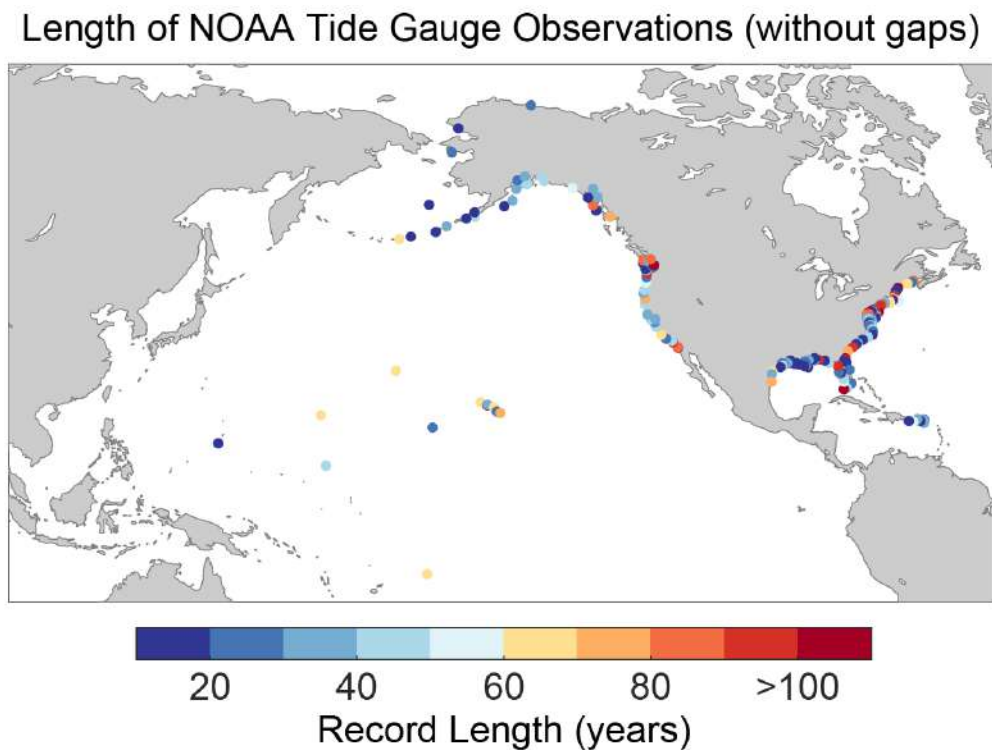 Length of NOAA Tide Gauge Observations (without gaps)
20 40 60 80 >100
Record Length (years)